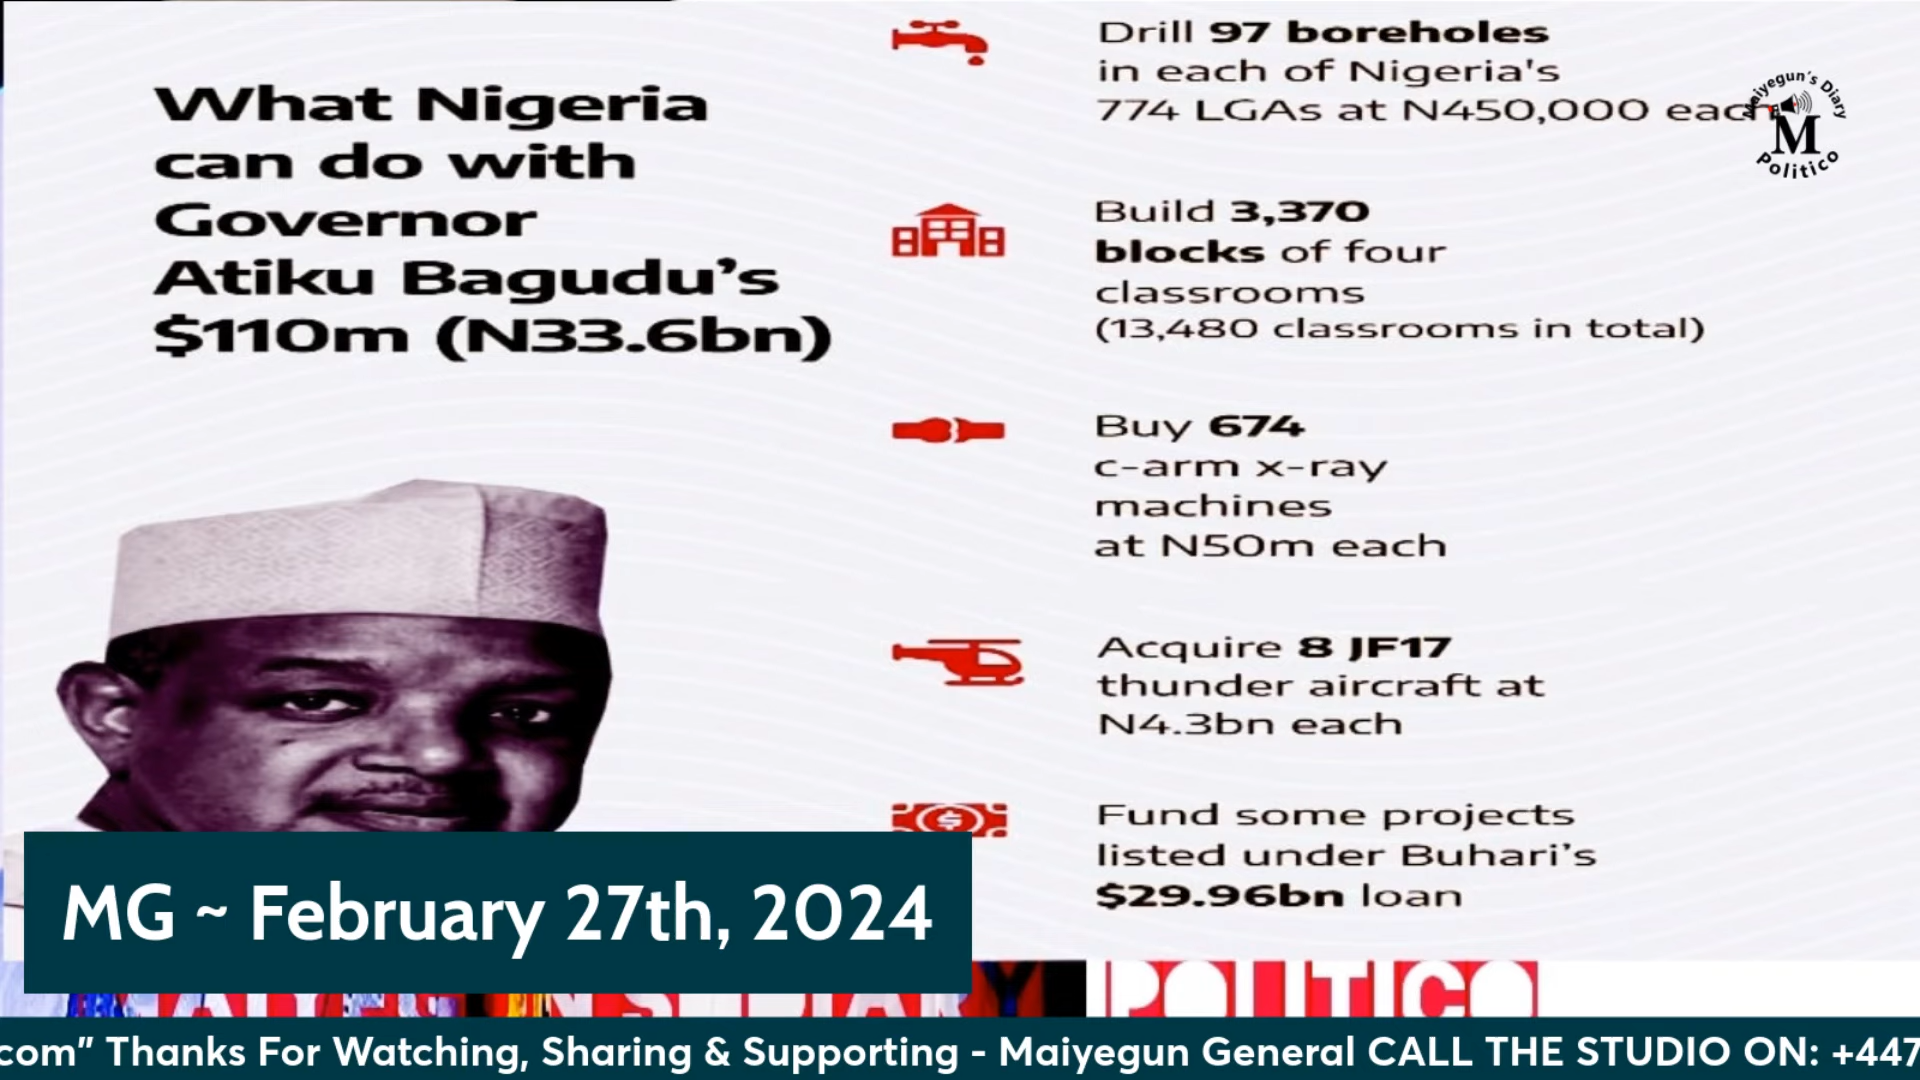 What Nigeria
can do with
Governor
Atiku Bagudu’s
$110m (N33.6bn)
Drill 97 boreholes
in each of Nigeria's
774 LGAs at N450,000 each
Build 3,370
blocks of four
classrooms
(13,480 classrooms in total)
Buy 674
c-arm x-ray
machines
at N50m each
Acquire 8 JF17
thunder aircraft at
N4.3bn each
Fund some projects
listed under Buhari’s
$29.96bn loan
Maiyegun's Diary
M
Politico
MG ~ February 27th, 2024
MAIYEGUN'S DIARY POLITICO
com” Thanks For Watching, Sharing & Supporting - Maiyegun General CALL THE STUDIO ON: +447